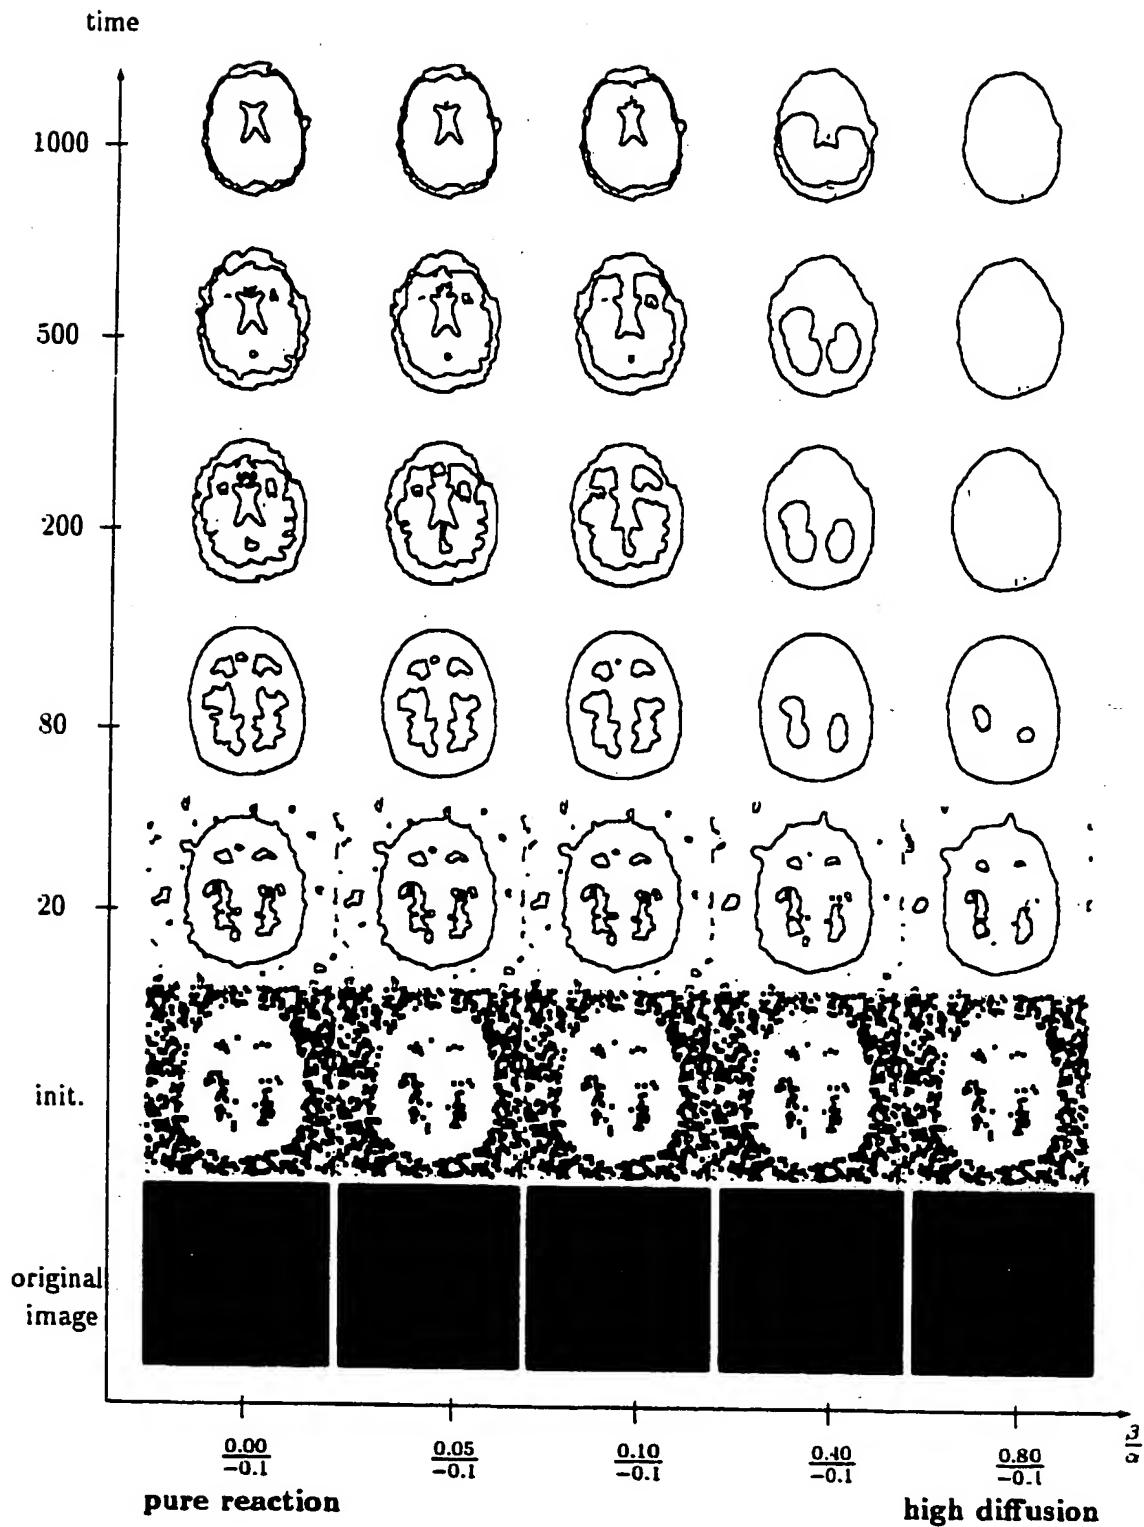 time
1000
500
200
80
20
init.
original
image
0.00
-0.1
0.05
-0.1
0.10
-0.1
0.40
-0.1
0.80
-0.1
β
α
pure reaction
high diffusion